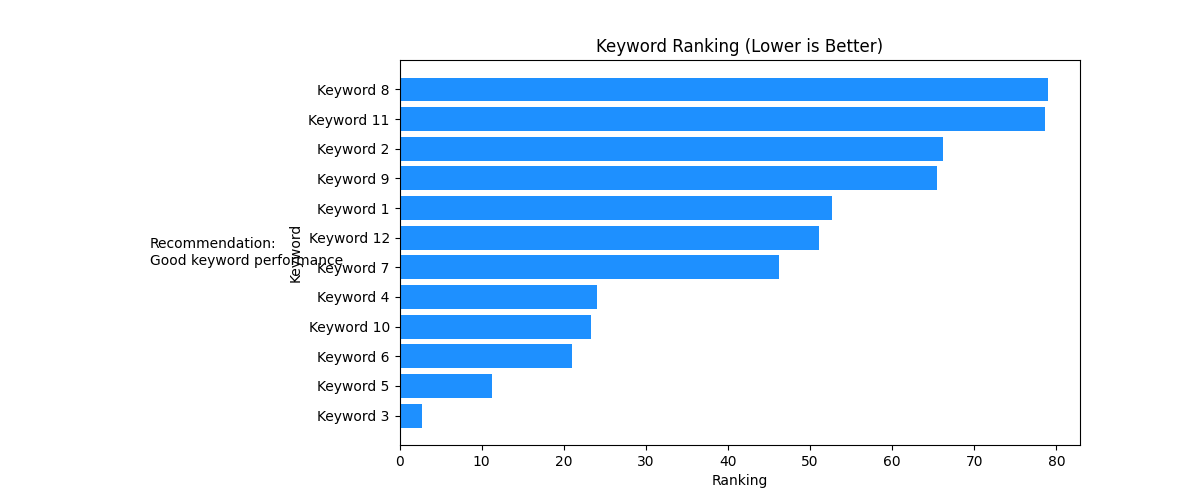 Keyword Ranking (Lower is Better)
Keyword 8
Keyword 11
Keyword 2
Keyword 9
Keyword 1
Keyword 12
Keyword 7
Keyword 4
Keyword 10
Keyword 6
Keyword 5
Keyword 3
Keyword
Recommendation:
Good keyword performance
0 10 20 30 40 50 60 70 80
Ranking